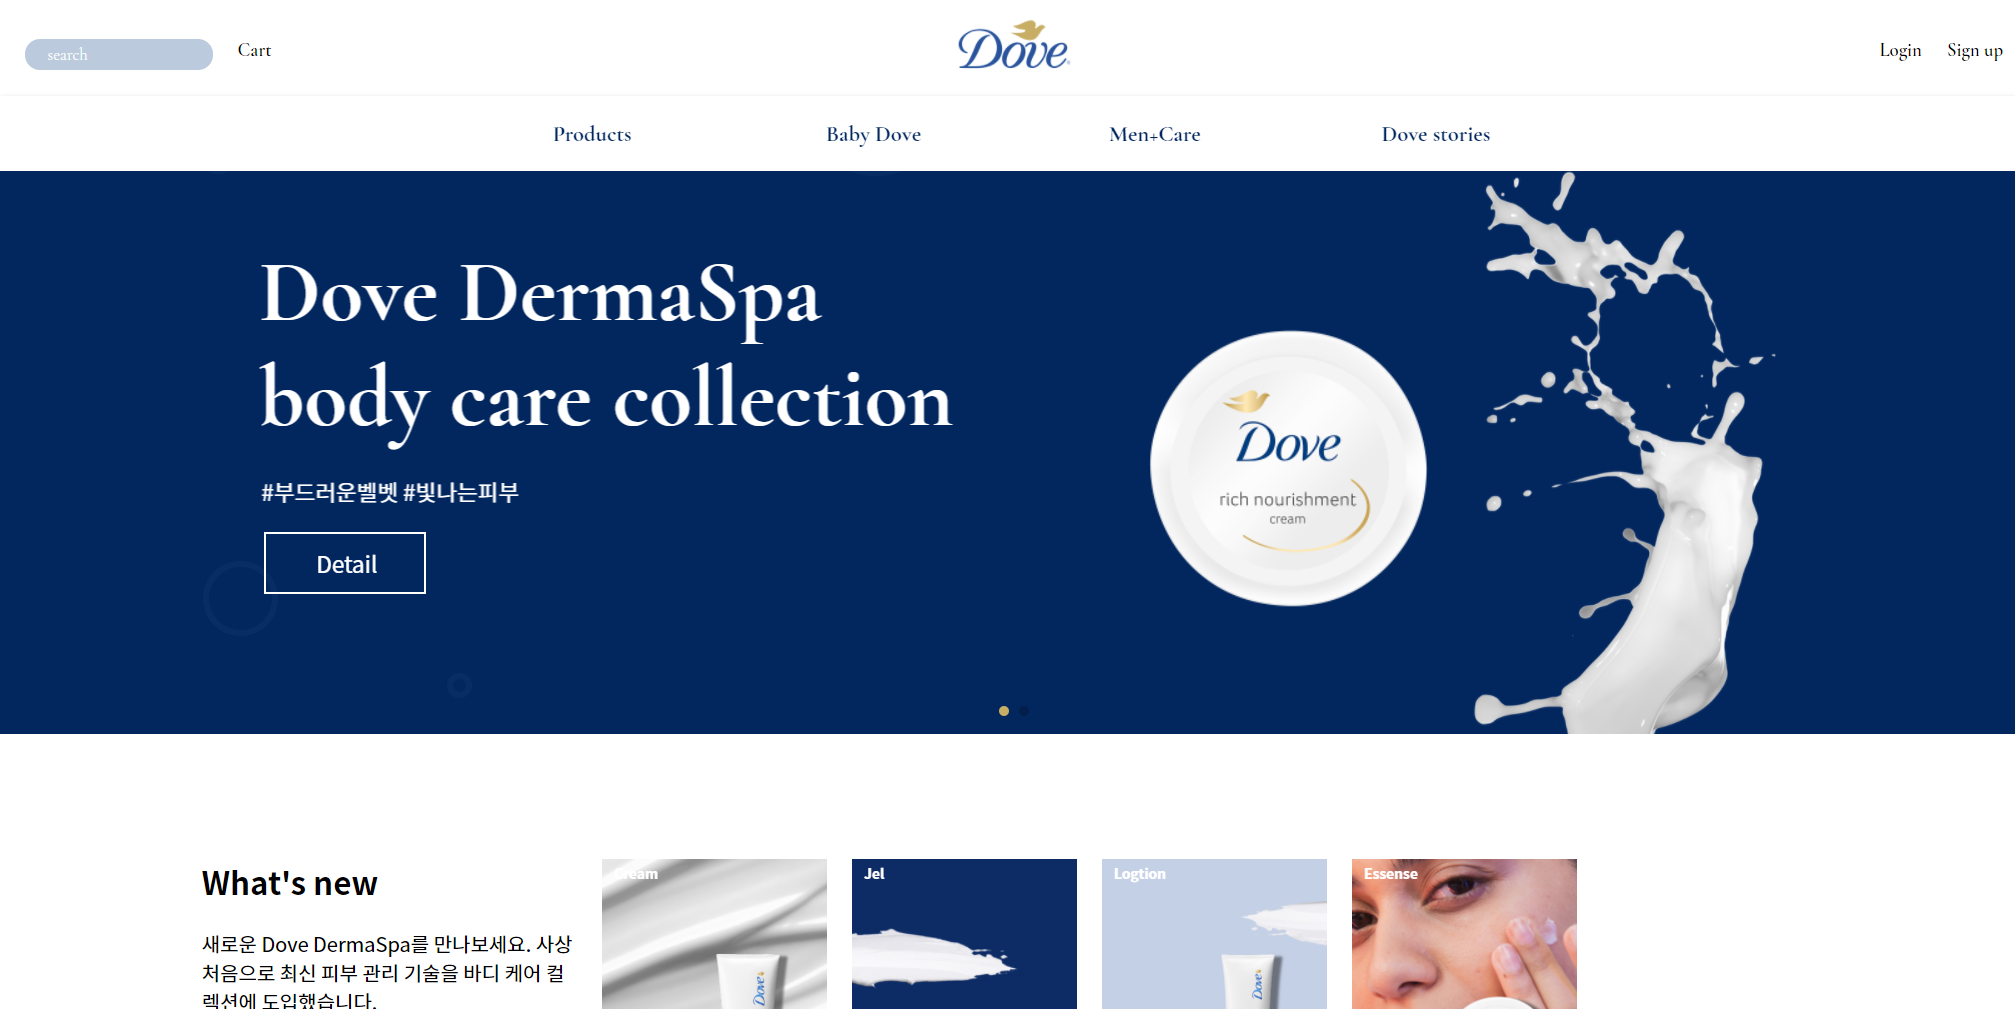 search
Cart
Dove
Login
Sign up
Products
Baby Dove
Men+Care
Dove stories
Dove DermaSpa
body care collection
#부드러운벨벳 #빛나는피부
Detail
Dove
rich nourishment
cream
What's new
새로운 Dove DermaSpa를 만나보세요. 사상
처음으로 최신 피부 관리 기술을 바디 케어 컬
렉션에 도입했습니다.
Cream
Jel
Logtion
Essense
Dove
Dove